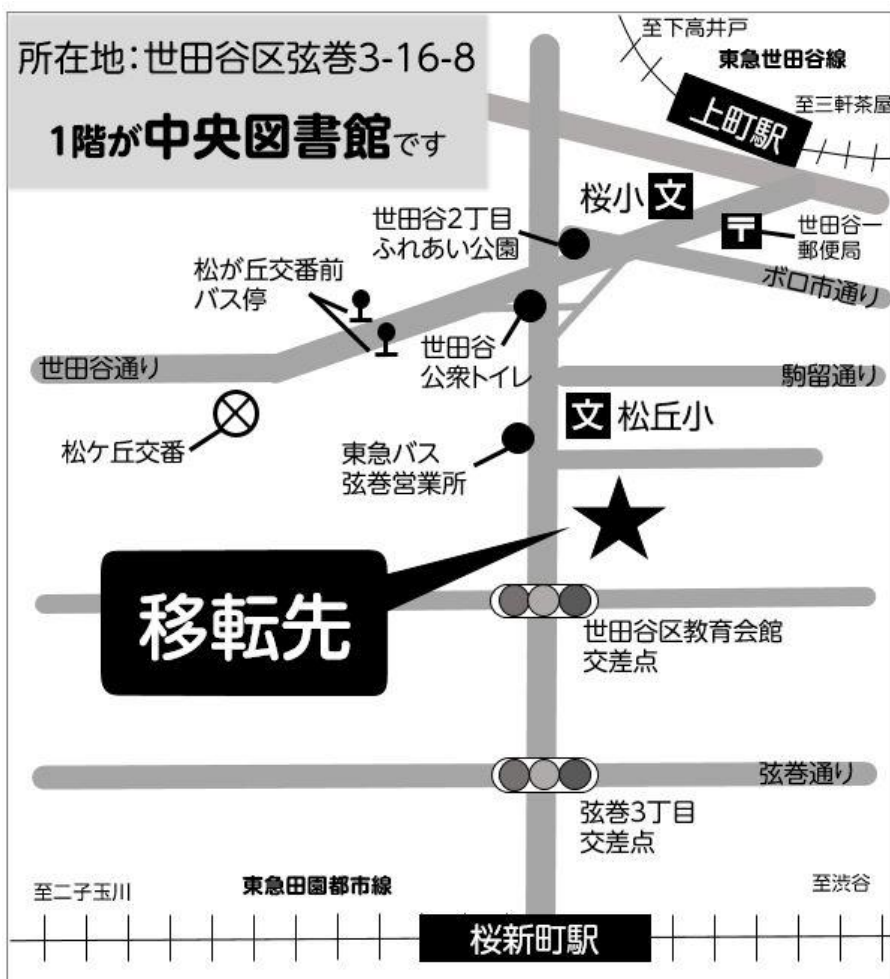 所在地：世田谷区弦巻3-16-8
1階が中央図書館です
至下高井戸
東急世田谷線
至三軒茶屋
上町駅
桜小 文
世田谷2丁目
ふれあい公園
世田谷一
郵便局
ボロ市通り
松が丘交番前
バス停
世田谷
公衆トイレ
世田谷通り
駒留通り
文 松丘小
松ケ丘交番
東急バス
弦巻営業所
移転先
世田谷区教育会館
交差点
弦巻通り
弦巻3丁目
交差点
至二子玉川
東急田園都市線
至渋谷
桜新町駅